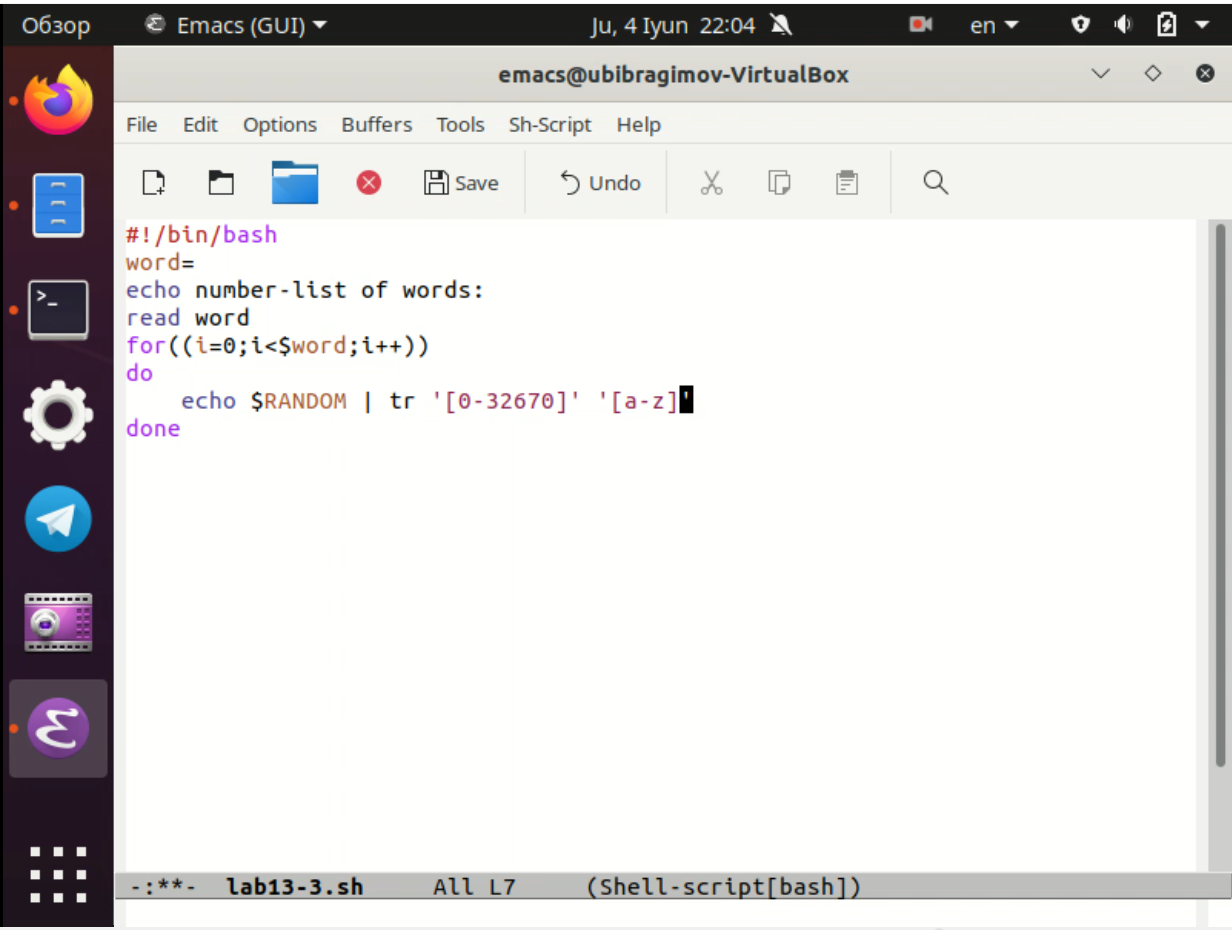 Обзор Emacs (GUI) Ju, 4 Iyun 22:04 en
emacs@ubibragimov-VirtualBox
File Edit Options Buffers Tools Sh-Script Help
Save Undo
#!/bin/bash
word=
echo number-list of words:
read word
for((i=0;i<$word;i++))
do
    echo $RANDOM | tr '[0-32670]' '[a-z]'
done
-:**- lab13-3.sh All L7 (Shell-script[bash])